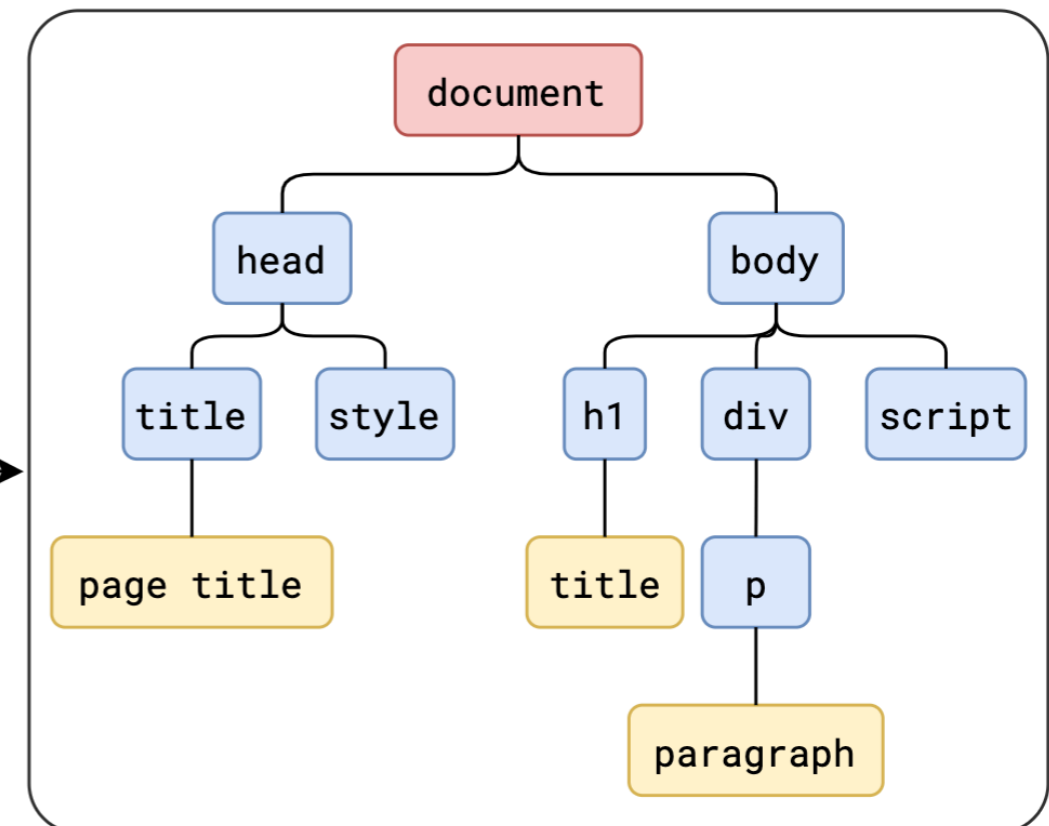 document
head
body
title
style
h1
div
script
page title
title
p
paragraph